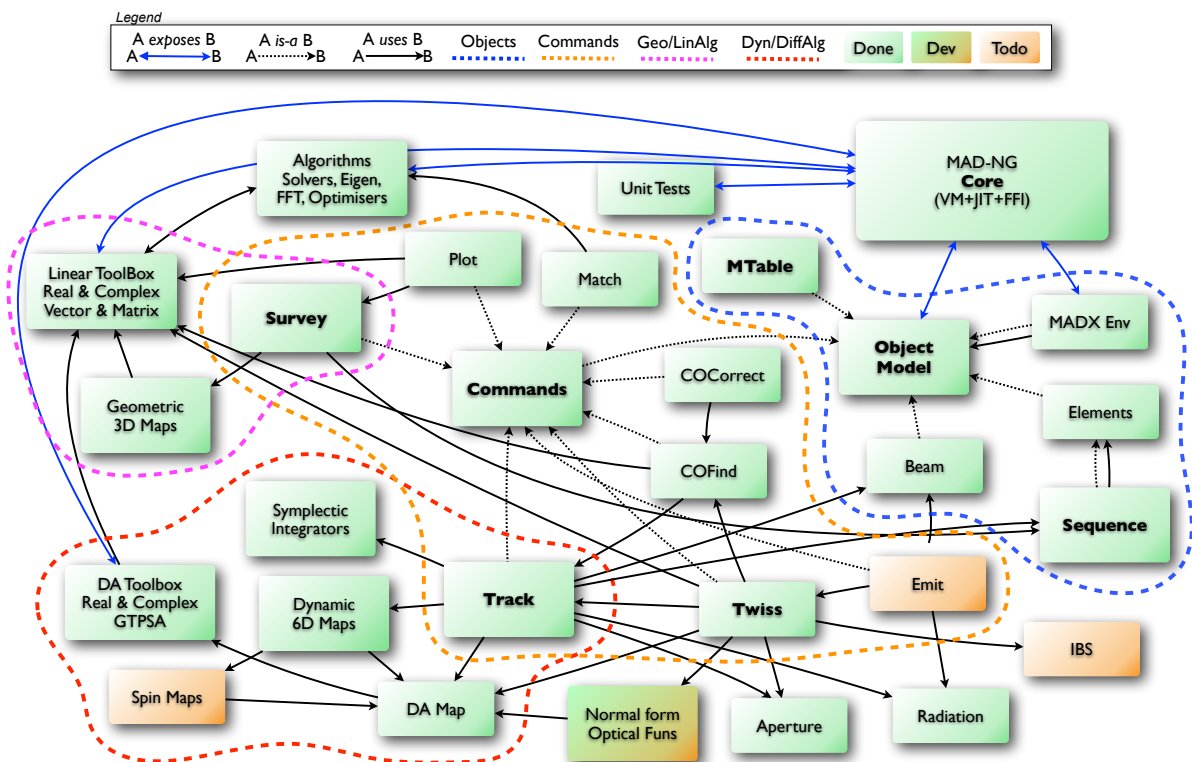 Legend
A exposes B
A B
A is-a B
A B
A uses B
A B
Objects
Commands
Geo/LinAlg
Dyn/DiffAlg
Done
Dev
Todo
Algorithms
Solvers, Eigen,
FFT, Optimisers
Unit Tests
MAD-NG
Core
(VM+JIT+FFI)
Linear ToolBox
Real & Complex
Vector & Matrix
Plot
Match
MTable
Survey
MADX Env
Object
Model
Commands
COCorrect
Geometric
3D Maps
Elements
COFind
Beam
Symplectic
Integrators
Sequence
DA Toolbox
Real & Complex
GTPSA
Dynamic
6D Maps
Track
Twiss
Emit
IBS
Spin Maps
DA Map
Normal form
Optical Funs
Aperture
Radiation